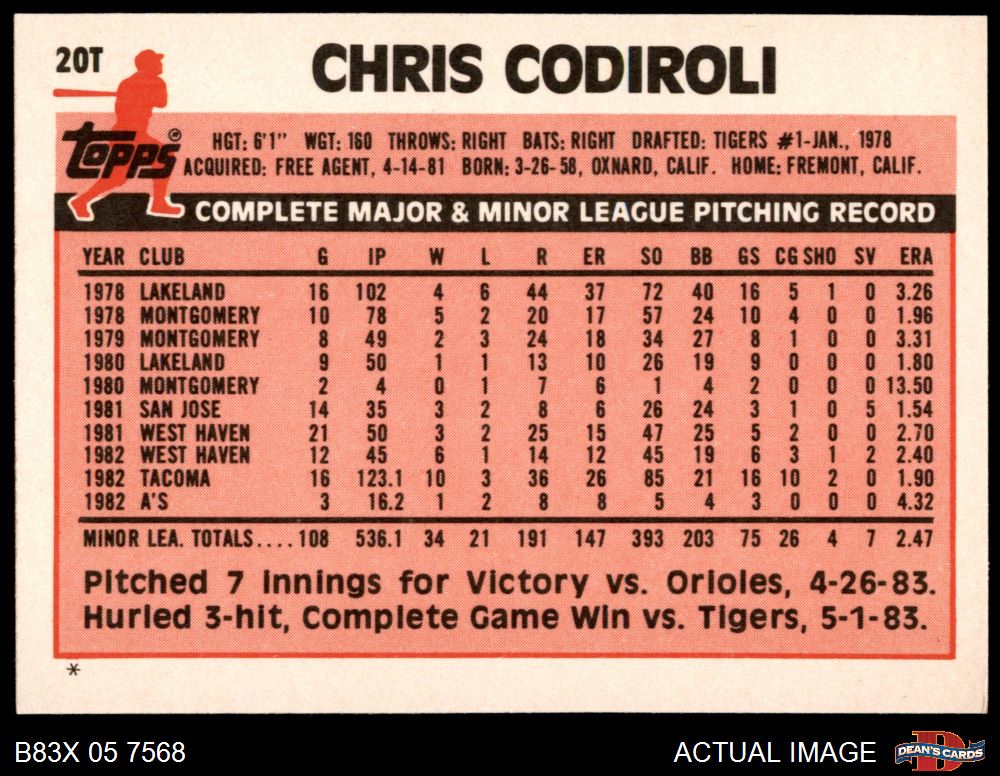 20T
CHRIS CODIROLI
Topps
HGT: 6'1" WGT: 160 THROWS: RIGHT BATS: RIGHT DRAFTED: TIGERS #1-JAN., 1978
ACQUIRED: FREE AGENT, 4-14-81 BORN: 3-26-58, OXNARD, CALIF. HOME: FREMONT, CALIF.
COMPLETE MAJOR & MINOR LEAGUE PITCHING RECORD
YEAR CLUB G IP W L R ER SO BB GS CG SHO SV ERA
1978 LAKELAND 16 102 4 6 44 37 72 40 16 5 1 0 3.26
1978 MONTGOMERY 10 78 5 2 20 17 57 24 10 4 0 0 1.96
1979 MONTGOMERY 8 49 2 3 24 18 34 27 8 1 0 0 3.31
1980 LAKELAND 9 50 1 1 13 10 26 19 9 0 0 0 1.80
1980 MONTGOMERY 2 4 0 1 7 6 1 4 2 0 0 0 13.50
1981 SAN JOSE 14 35 3 2 8 6 26 24 3 1 0 5 1.54
1981 WEST HAVEN 21 50 3 2 25 15 47 25 5 2 0 0 2.70
1982 WEST HAVEN 12 45 6 1 14 12 45 19 6 3 1 2 2.40
1982 TACOMA 16 123.1 10 3 36 26 85 21 16 10 2 0 1.90
1982 A'S 3 16.2 1 2 8 8 5 4 3 0 0 0 4.32
MINOR LEA. TOTALS.... 108 536.1 34 21 191 147 393 203 75 26 4 7 2.47
Pitched 7 Innings for Victory vs. Orioles, 4-26-83.
Hurled 3-hit, Complete Game Win vs. Tigers, 5-1-83.
*
B83X 05 7568
ACTUAL IMAGE
DEAN'S CARDS